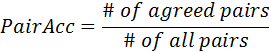 PairAcc = # of agreed pairs / # of all pairs